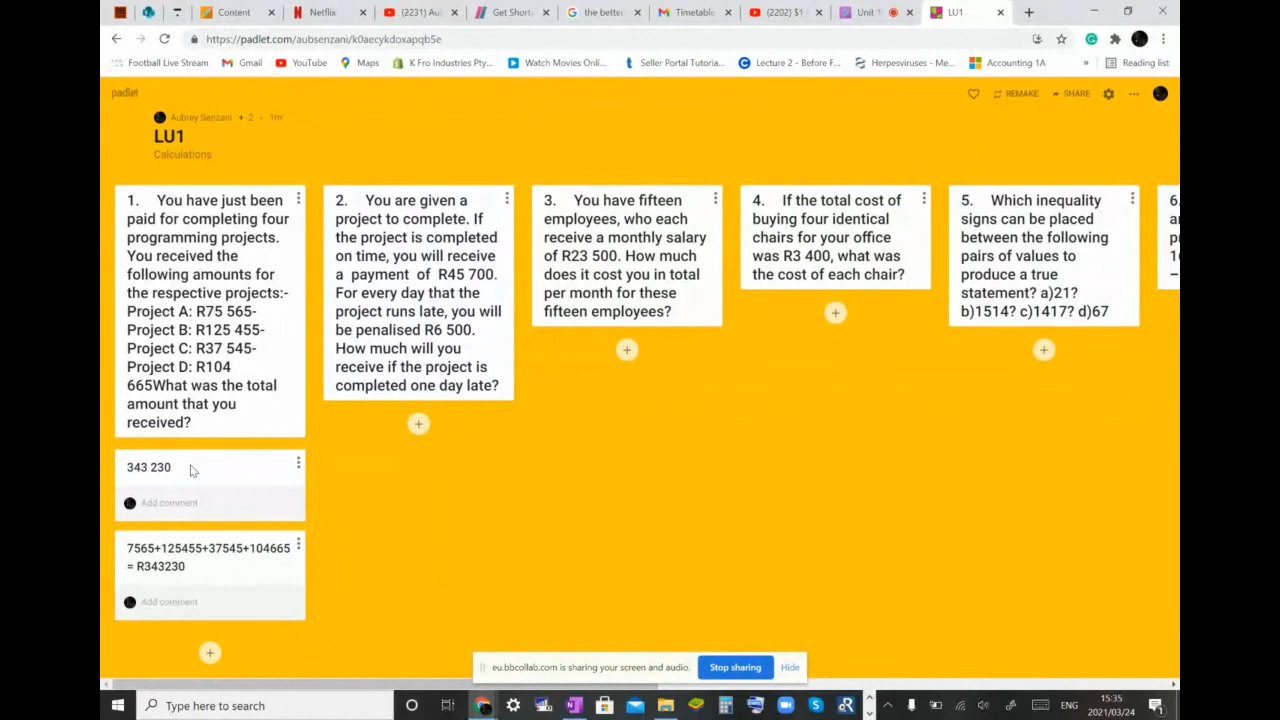 Content
Netflix
(2231) Au
Get Short
the bette
Timetable
(2202) $1
Unit 1
LU1
https://padlet.com/aubsenzani/k0aecykdoxapqb5e
Football Live Stream
Gmail
YouTube
Maps
K Fro Industries Pty...
Watch Movies Onli...
Seller Portal Tutoria...
Lecture 2 - Before F...
Herpesviruses - Me...
Accounting 1A
»
Reading list
padlet
REMAKE
SHARE
Aubrey Senzani + 2 • 1m
LU1
Calculations
1. You have just been
paid for completing four
programming projects.
You received the
following amounts for
the respective projects:-
Project A: R75 565-
Project B: R125 455-
Project C: R37 545-
Project D: R104
665What was the total
amount that you
received?
343 230
Add comment
7565+125455+37545+104665
= R343230
Add comment
2. You are given a
project to complete. If
the project is completed
on time, you will receive
a payment of R45 700.
For every day that the
project runs late, you will
be penalised R6 500.
How much will you
receive if the project is
completed one day late?
3. You have fifteen
employees, who each
receive a monthly salary
of R23 500. How much
does it cost you in total
per month for these
fifteen employees?
4. If the total cost of
buying four identical
chairs for your office
was R3 400, what was
the cost of each chair?
5. Which inequality
signs can be placed
between the following
pairs of values to
produce a true
statement? a)21?
b)1514? c)1417? d)67
6.
eu.bbcollab.com is sharing your screen and audio.
Stop sharing
Hide
Type here to search
ENG
15:35
2021/03/24